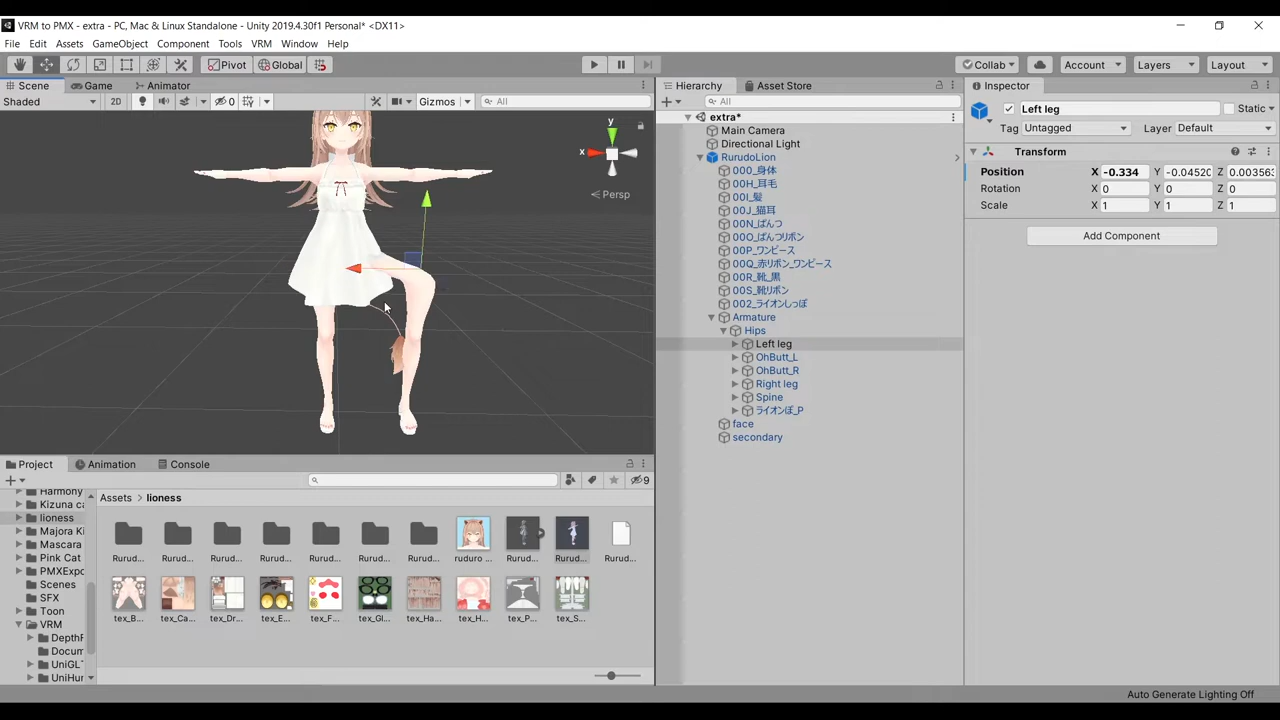 VRM to PMX - extra - PC, Mac & Linux Standalone - Unity 2019.4.30f1 Personal* <DX11>
File Edit Assets GameObject Component Tools VRM Window Help
Pivot Global Collab Account Layers Layout
Scene Game Animator
Shaded 2D 0 Gizmos All
y
x
Persp
Hierarchy Asset Store
All
extra*
Main Camera
Directional Light
RurudoLion
000_身体
00H_耳毛
00I_髪
00J_猫耳
00N_ぱんつ
00O_ぱんつリボン
00P_ワンピース
00Q_赤リボン_ワンピース
00R_靴_黒
00S_靴リボン
002_ライオンしっぽ
Armature
Hips
Left leg
OhButt_L
OhButt_R
Right leg
Spine
ライオンぽ_P
face
secondary
Inspector
Left leg Static
Tag Untagged Layer Default
Transform
Position X -0.334 Y -0.04520 Z 0.003563
Rotation X 0 Y 0 Z 0
Scale X 1 Y 1 Z 1
Add Component
Project Animation Console
9
Harmony
Kizuna ca
lioness
Majora Ki
Mascara
Pink Cat
PMXExpo
Scenes
SFX
Toon
VRM
DepthF
Docum
UniGL
UniHur
Assets > lioness
Rurud... Rurud... Rurud... Rurud... Rurud... Rurud... Rurud... ruduro ... Rurud... Rurud... Rurud...
tex_B... tex_Ca... tex_Dr... tex_E... tex_F... tex_Gl... tex_Ha... tex_H... tex_P... tex_S...
Auto Generate Lighting Off